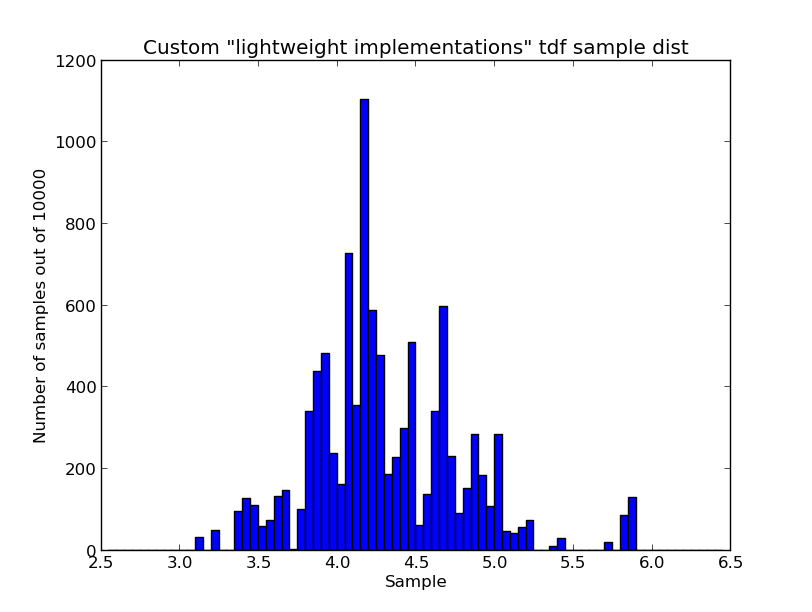 Custom "lightweight implementations" tdf sample dist
1200
1000
800
600
400
200
0
Number of samples out of 10000
2.5 3.0 3.5 4.0 4.5 5.0 5.5 6.0 6.5
Sample